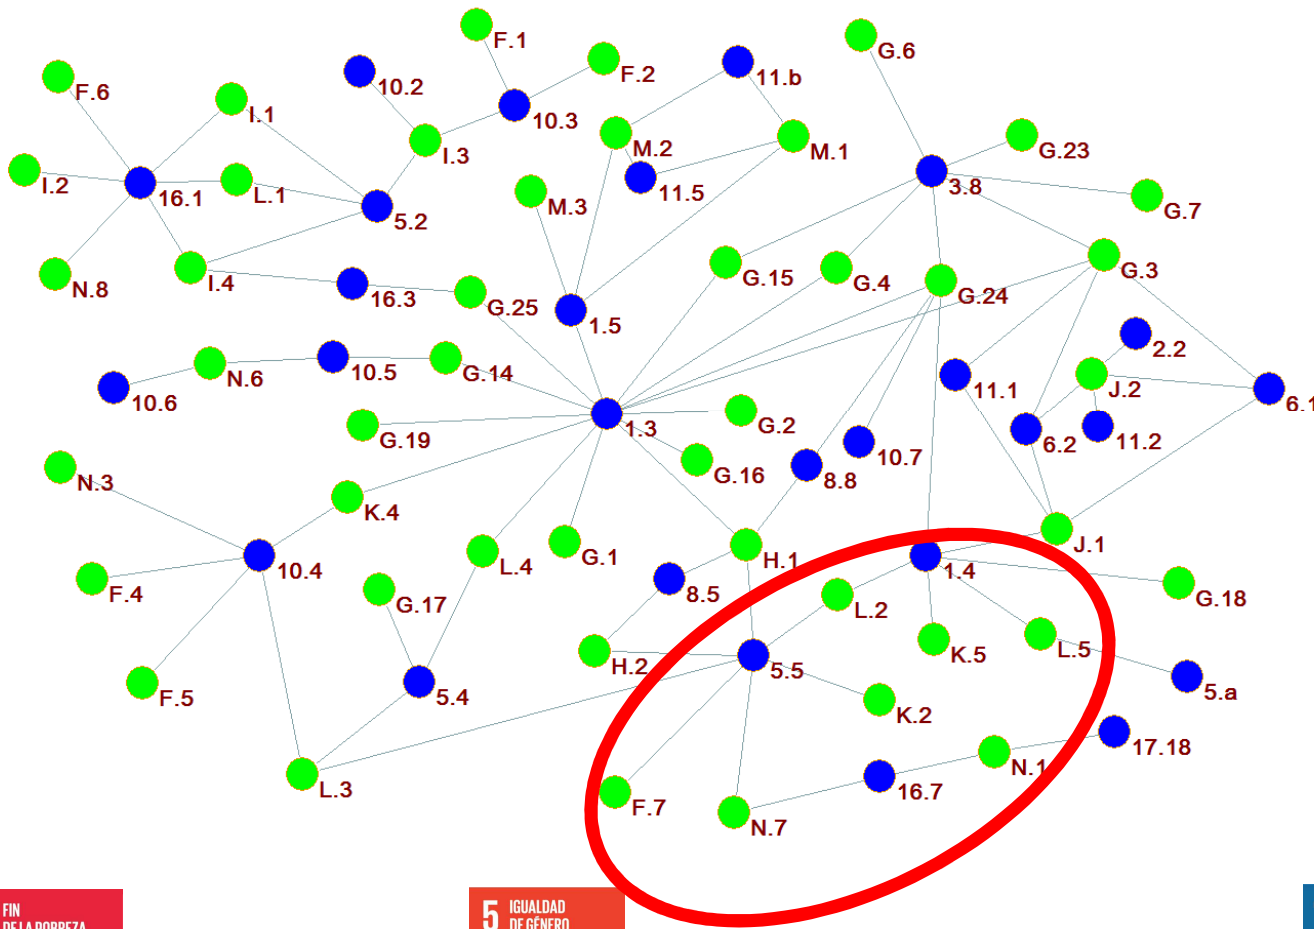 F.1
G.6
F.6
10.2
F.2
11.b
I.1
10.3
G.23
I.3
M.2
M.1
I.2
16.1
L.1
11.5
3.8
M.3
5.2
G.7
N.8
I.4
16.3
G.25
G.15
G.4
G.24
G.3
1.5
2.2
N.6
10.5
G.14
11.1
J.2
10.6
6.1
G.19
1.3
G.2
10.7
6.2
11.2
N.3
G.16
8.8
K.4
10.4
L.4
G.1
H.1
1.4
J.1
F.4
G.17
8.5
L.2
G.18
H.2
5.5
K.5
L.5
F.5
5.4
K.2
5.a
L.3
F.7
N.7
16.7
N.1
17.18
FIN
DE LA POBREZA
5 IGUALDAD
DE GÉNERO